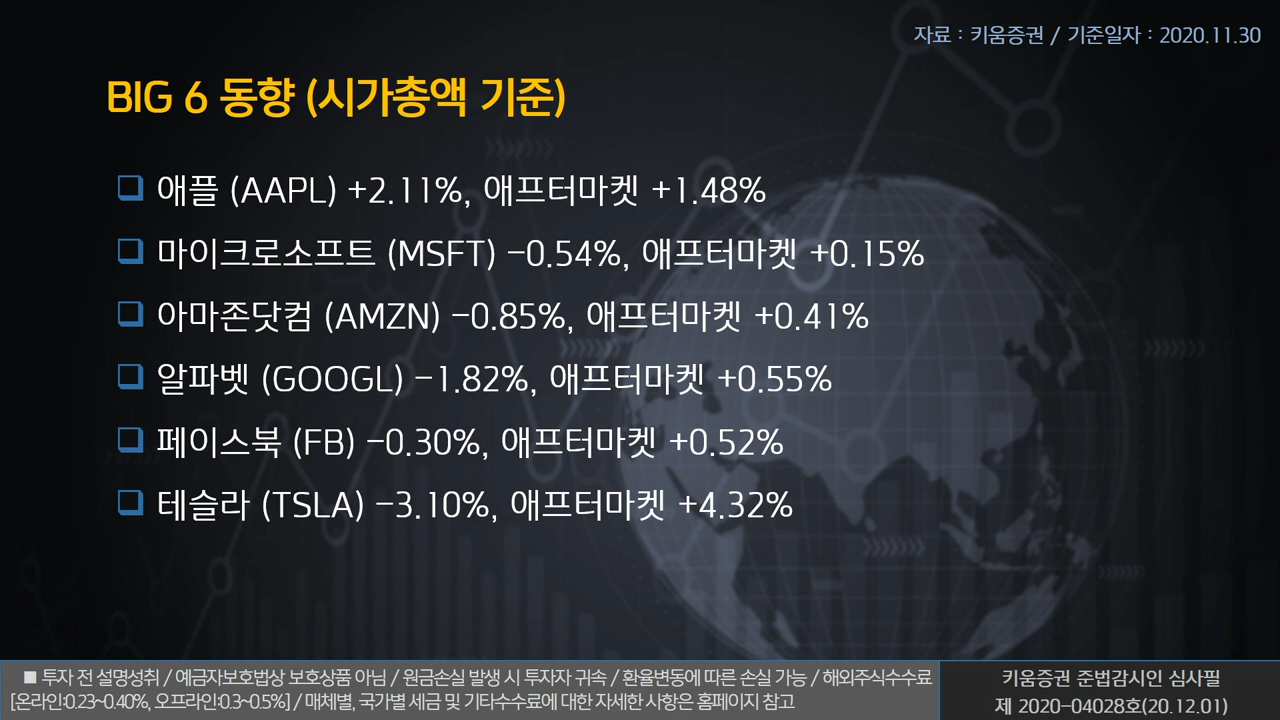 자료 : 키움증권 / 기준일자 : 2020.11.30
BIG 6 동향 (시가총액 기준)
❑ 애플 (AAPL) +2.11%, 애프터마켓 +1.48%
❑ 마이크로소프트 (MSFT) -0.54%, 애프터마켓 +0.15%
❑ 아마존닷컴 (AMZN) -0.85%, 애프터마켓 +0.41%
❑ 알파벳 (GOOGL) -1.82%, 애프터마켓 +0.55%
❑ 페이스북 (FB) -0.30%, 애프터마켓 +0.52%
❑ 테슬라 (TSLA) -3.10%, 애프터마켓 +4.32%
■ 투자 전 설명성취 / 예금자보호법상 보호상품 아님 / 원금손실 발생 시 투자자 귀속 / 환율변동에 따른 손실 가능 / 해외주식수수료
[온라인:0.23~0.40%, 오프라인:0.3~0.5%] / 매체별, 국가별 세금 및 기타수수료에 대한 자세한 사항은 홈페이지 참고
키움증권 준법감시인 심사필
제 2020-04028호(20.12.01)